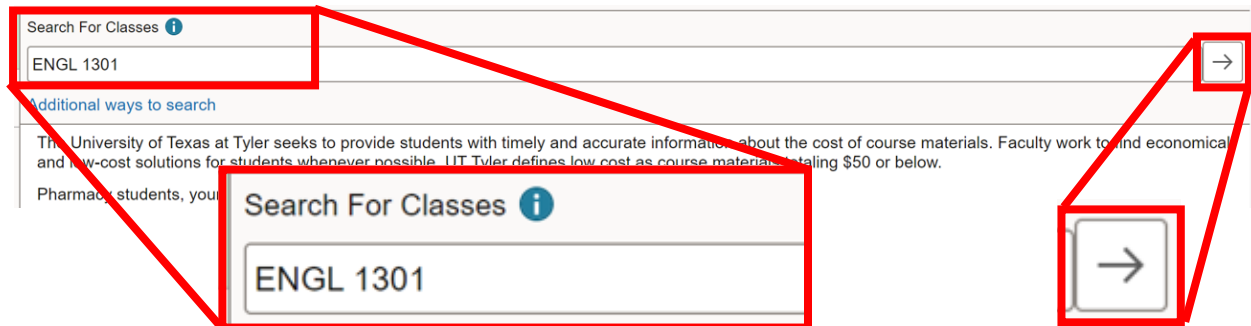 Search For Classes i
ENGL 1301
→
Additional ways to search
The University of Texas at Tyler seeks to provide students with timely and accurate information about the cost of course materials. Faculty work to find economical
and low-cost solutions for students whenever possible. UT Tyler defines low cost as course materials totaling $50 or below.
Pharmacy students, your
Search For Classes i
ENGL 1301
→